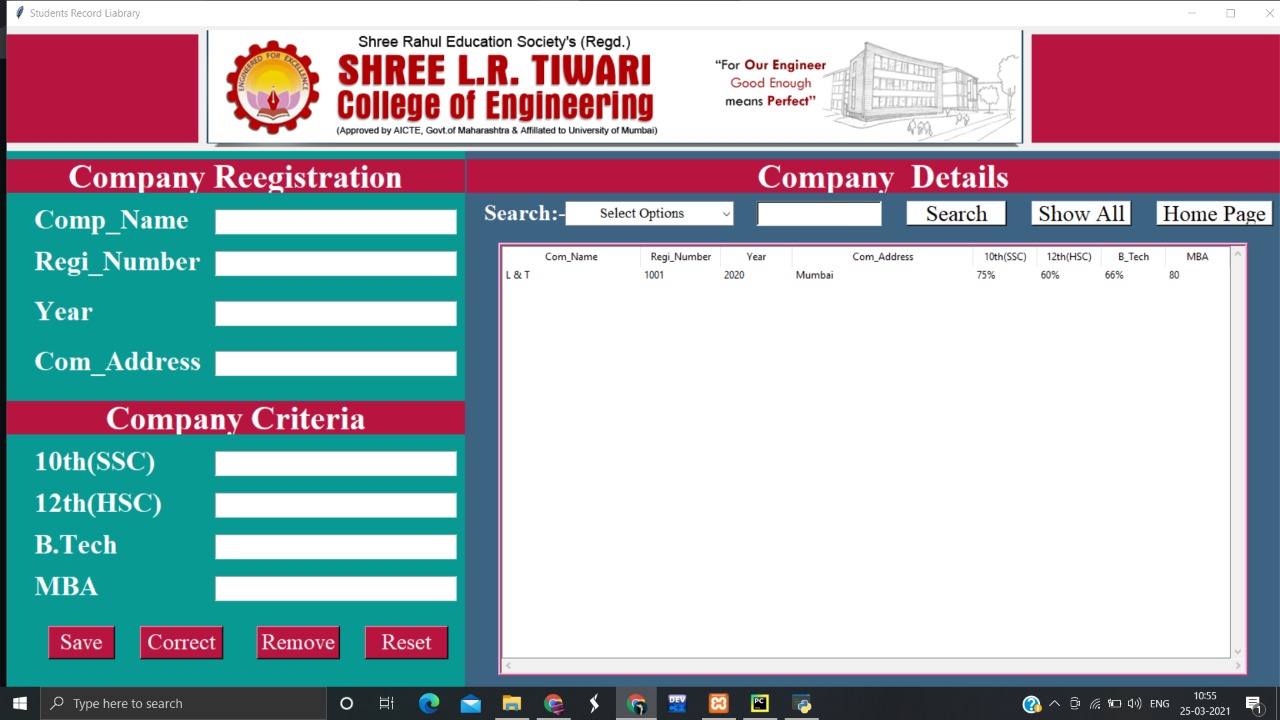 Students Record Liabrary
Shree Rahul Education Society's (Regd.)
SHREE L.R. TIWARI
College of Engineering
(Approved by AICTE, Govt.of Maharashtra & Affiliated to University of Mumbai)
ENGINEERED FOR EXCELLENCE
“For Our Engineer
Good Enough
means Perfect”
Company Reegistration
Comp_Name
Regi_Number
Year
Com_Address
Company Criteria
10th(SSC)
12th(HSC)
B.Tech
MBA
Save Correct Remove Reset
Company Details
Search:- Select Options Search Show All Home Page
Com_Name Regi_Number Year Com_Address 10th(SSC) 12th(HSC) B_Tech MBA
L & T 1001 2020 Mumbai 75% 60% 66% 80
Type here to search
DEV
PC
ENG
10:55
25-03-2021
1